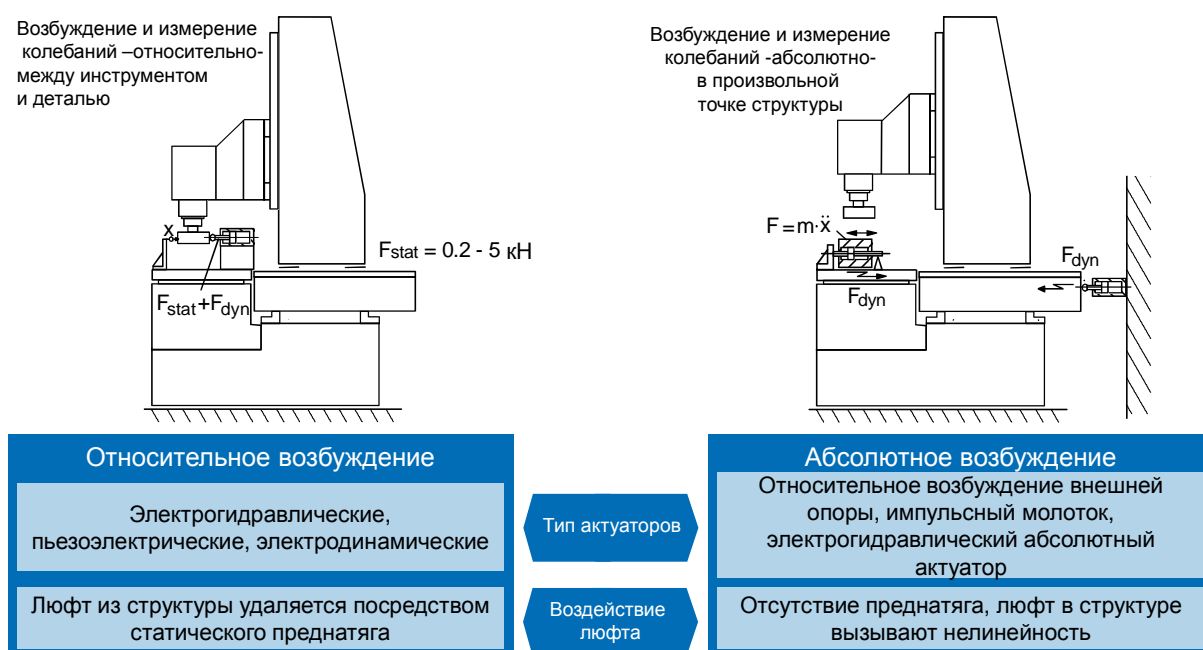 Возбуждение и измерение
колебаний –относительно-
между инструментом
и деталью
x
Fstat = 0.2 - 5 кН
Fstat+Fdyn
Возбуждение и измерение
колебаний -абсолютно-
в произвольной
точке структуры
F=m·ẍ
Fdyn
Fdyn
Относительное возбуждение
Электрогидравлические,
пьезоэлектрические, электродинамические
Люфт из структуры удаляется посредством
статического преднатяга
Тип актуаторов
Воздействие
люфта
Абсолютное возбуждение
Относительное возбуждение внешней
опоры, импульсный молоток,
электрогидравлический абсолютный
актуатор
Отсутствие преднатяга, люфт в структуре
вызывают нелинейность